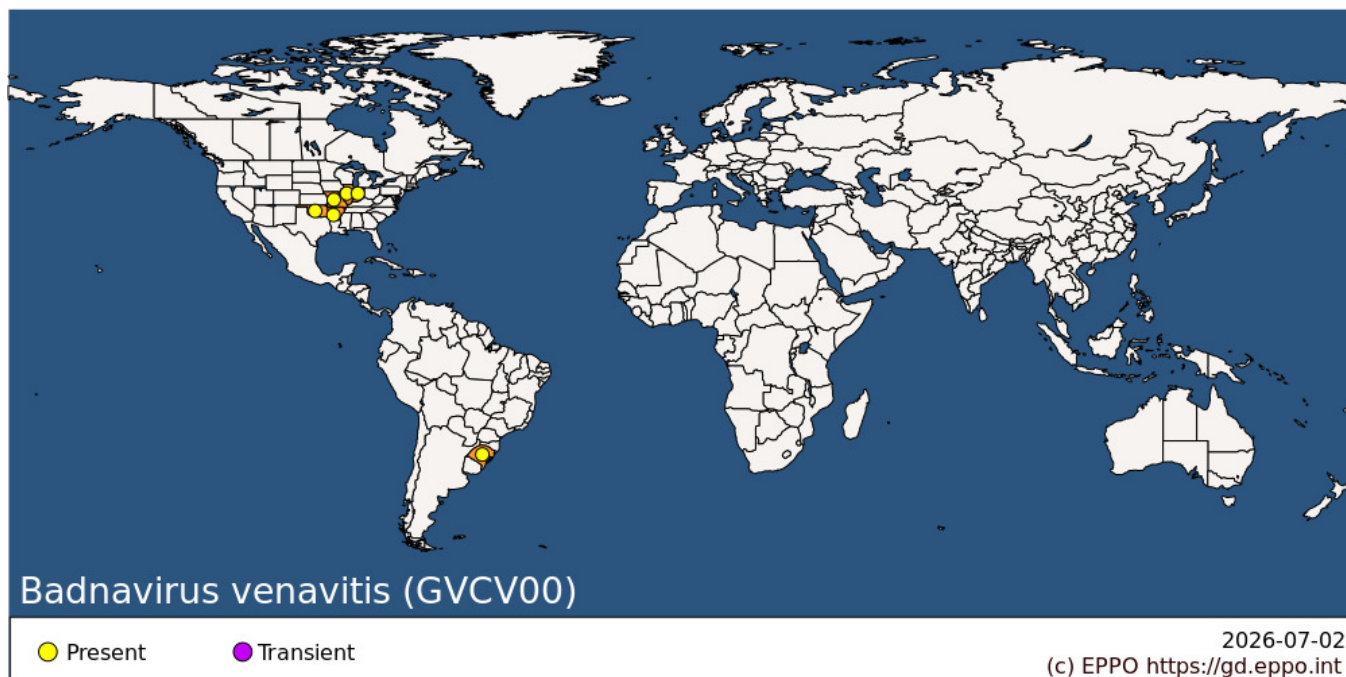 Badnavirus venavitis (GVCV00)
Present
Transient
2026-07-02
(c) EPPO https://gd.eppo.int